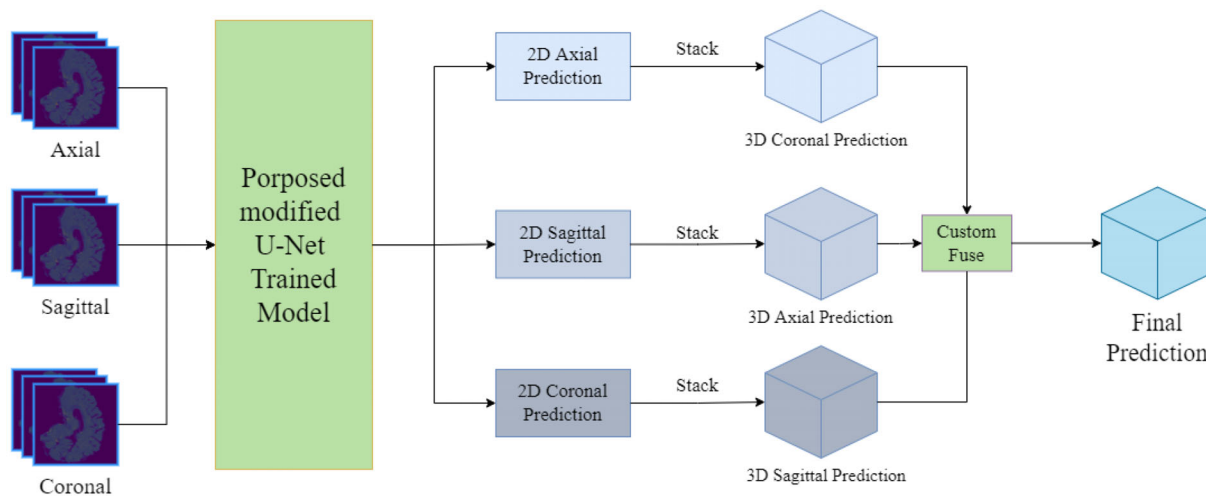 Axial
Sagittal
Coronal
Porposed
modified
U-Net
Trained
Model
2D Axial
Prediction
Stack
3D Coronal Prediction
2D Sagittal
Prediction
Stack
3D Axial Prediction
2D Coronal
Prediction
Stack
3D Sagittal Prediction
Custom
Fuse
Final
Prediction